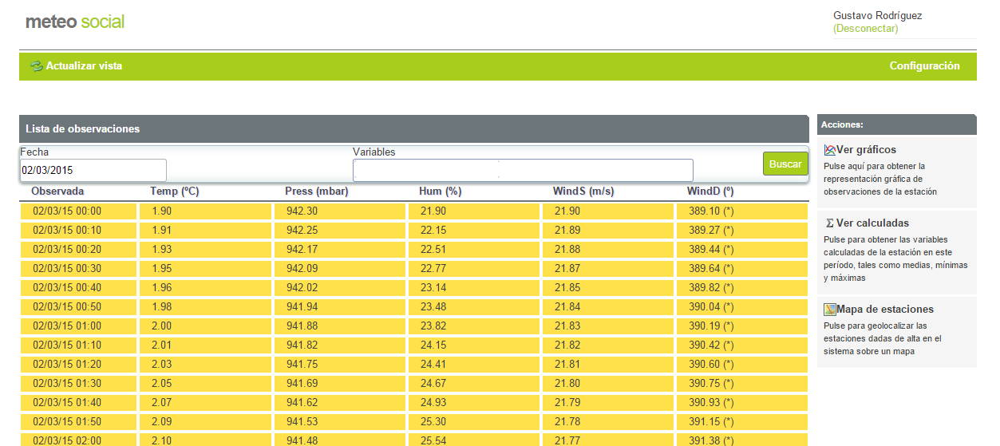 meteo social
Gustavo Rodríguez
(Desconectar)
Actualizar vista Configuración
Lista de observaciones
Fecha Variables
02/03/2015 Buscar
Observada Temp (ºC) Press (mbar) Hum (%) WindS (m/s) WindD (º)
02/03/15 00:00 1.90 942.30 21.90 21.90 389.10 (*)
02/03/15 00:10 1.91 942.25 22.15 21.89 389.27 (*)
02/03/15 00:20 1.93 942.17 22.51 21.88 389.44 (*)
02/03/15 00:30 1.95 942.09 22.77 21.87 389.64 (*)
02/03/15 00:40 1.96 942.02 23.14 21.85 389.82 (*)
02/03/15 00:50 1.98 941.94 23.48 21.84 390.04 (*)
02/03/15 01:00 2.00 941.88 23.82 21.83 390.19 (*)
02/03/15 01:10 2.01 941.82 24.15 21.82 390.42 (*)
02/03/15 01:20 2.03 941.75 24.41 21.81 390.60 (*)
02/03/15 01:30 2.05 941.69 24.67 21.80 390.75 (*)
02/03/15 01:40 2.07 941.62 24.93 21.79 390.93 (*)
02/03/15 01:50 2.09 941.53 25.30 21.78 391.15 (*)
02/03/15 02:00 2.10 941.48 25.54 21.77 391.38 (*)
Acciones:
Ver gráficos
Pulse aquí para obtener la
representación gráfica de
observaciones de la estación
Σ Ver calculadas
Pulse para obtener las variables
calculadas de la estación en este
período, tales como medias, mínimas
y máximas
Mapa de estaciones
Pulse para geolocalizar las
estaciones dadas de alta en el
sistema sobre un mapa